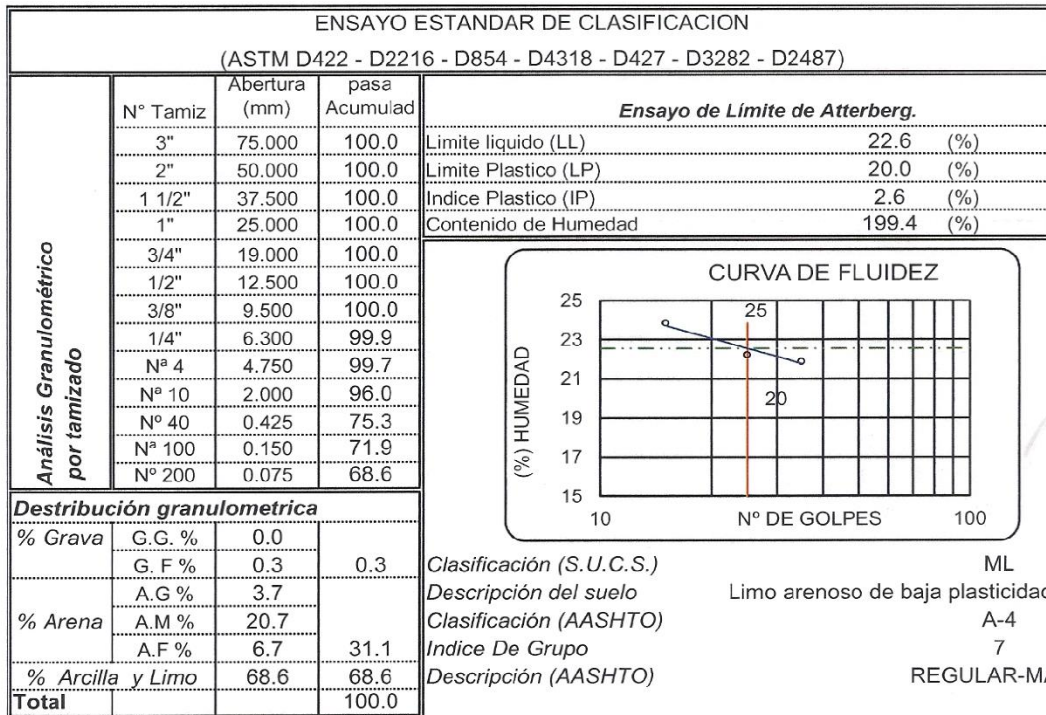 ENSAYO ESTANDAR DE CLASIFICACION
(ASTM D422 - D2216 - D854 - D4318 - D427 - D3282 - D2487)
Análisis Granulométrico
por tamizado
N° Tamiz Abertura (mm) pasa Acumulad
3" 75.000 100.0
2" 50.000 100.0
1 1/2" 37.500 100.0
1" 25.000 100.0
3/4" 19.000 100.0
1/2" 12.500 100.0
3/8" 9.500 100.0
1/4" 6.300 99.9
Nª 4 4.750 99.7
Nª 10 2.000 96.0
Nº 40 0.425 75.3
Nª 100 0.150 71.9
Nº 200 0.075 68.6
Destribución granulometrica
% Grava G.G. % 0.0
G. F % 0.3 0.3
A.G % 3.7
% Arena A.M % 20.7
A.F % 6.7 31.1
% Arcilla y Limo 68.6 68.6
Total 100.0
Ensayo de Límite de Atterberg.
Limite liquido (LL) 22.6 (%)
Limite Plastico (LP) 20.0 (%)
Indice Plastico (IP) 2.6 (%)
Contenido de Humedad 199.4 (%)
CURVA DE FLUIDEZ
(%) HUMEDAD
25
23
21
19
17
15
25
20
10 Nº DE GOLPES 100
Clasificación (S.U.C.S.) ML
Descripción del suelo Limo arenoso de baja plasticidad
Clasificación (AASHTO) A-4
Indice De Grupo 7
Descripción (AASHTO) REGULAR-MA